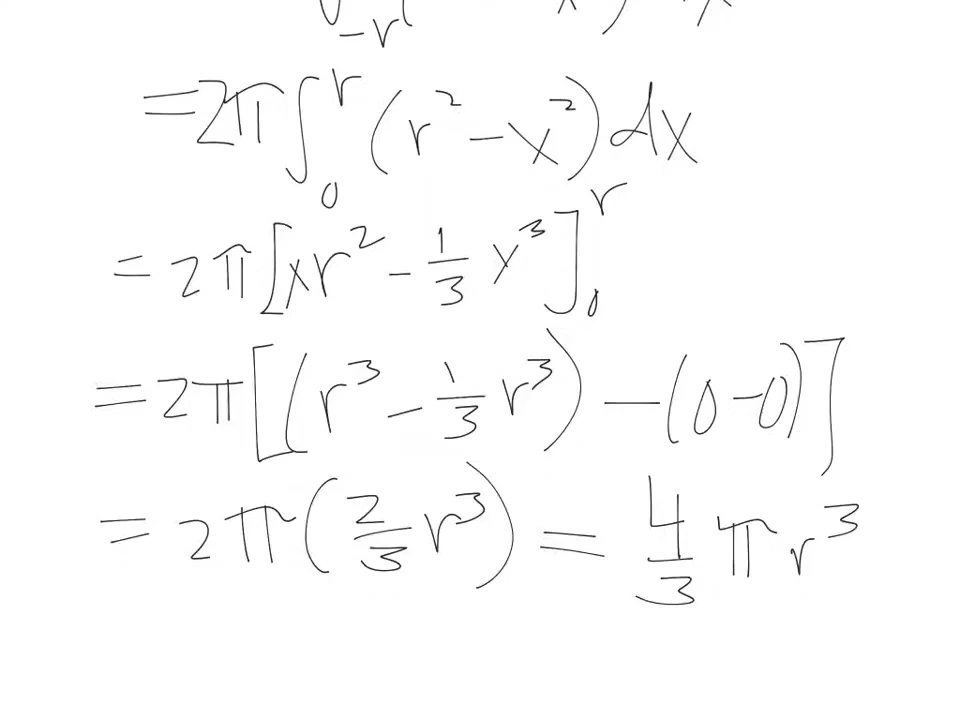 =2π∫₀ʳ (r² − x²) dx
= 2π[xr² − 1/3 x³]₀ʳ
= 2π[(r³ − 1/3 r³) − (0−0)]
= 2π(2/3 r³) = 4/3 πr³